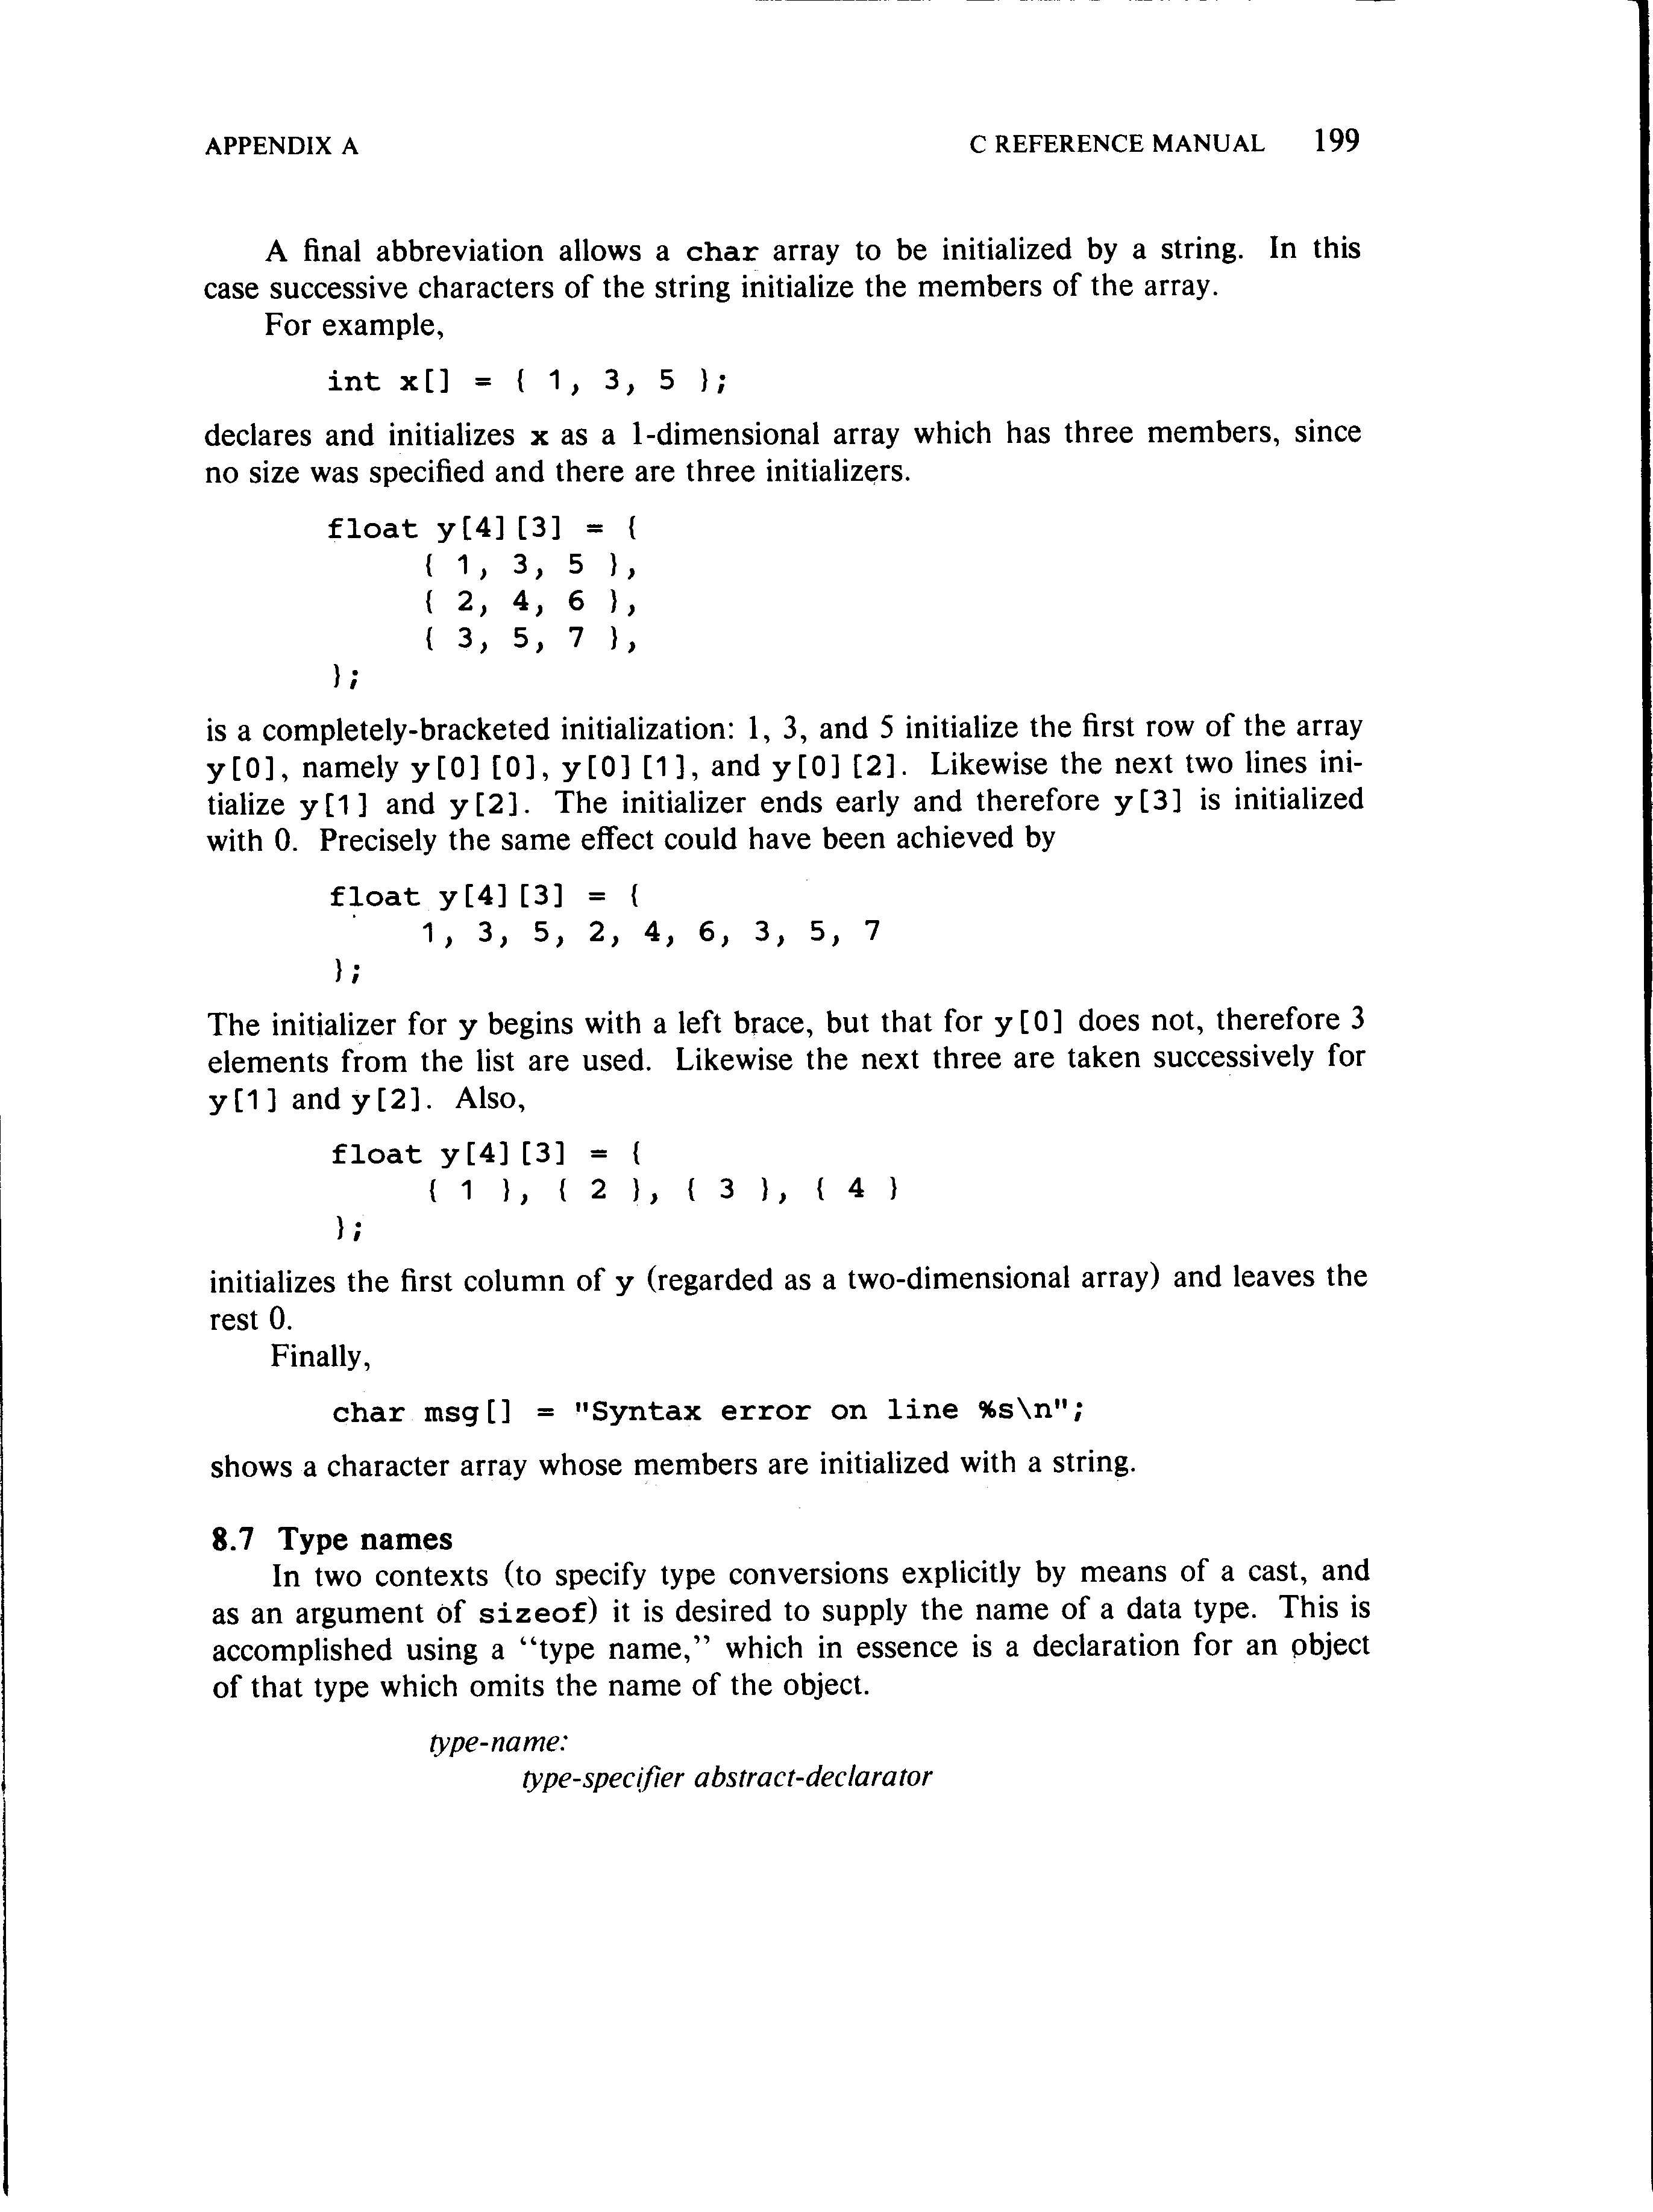 APPENDIX A C REFERENCE MANUAL 199
A final abbreviation allows a char array to be initialized by a string. In this
case successive characters of the string initialize the members of the array.
For example,
int x[] = { 1, 3, 5 };
declares and initializes x as a 1-dimensional array which has three members, since
no size was specified and there are three initializers.
float y[4][3] = {
{ 1, 3, 5 },
{ 2, 4, 6 },
{ 3, 5, 7 },
};
is a completely-bracketed initialization: 1, 3, and 5 initialize the first row of the array
y[0], namely y[0][0], y[0][1], and y[0][2]. Likewise the next two lines ini-
tialize y[1] and y[2]. The initializer ends early and therefore y[3] is initialized
with 0. Precisely the same effect could have been achieved by
float y[4][3] = {
1, 3, 5, 2, 4, 6, 3, 5, 7
};
The initializer for y begins with a left brace, but that for y[0] does not, therefore 3
elements from the list are used. Likewise the next three are taken successively for
y[1] and y[2]. Also,
float y[4][3] = {
{ 1 }, { 2 }, { 3 }, { 4 }
};
initializes the first column of y (regarded as a two-dimensional array) and leaves the
rest 0.
Finally,
char msg[] = "Syntax error on line %s\n";
shows a character array whose members are initialized with a string.
8.7 Type names
In two contexts (to specify type conversions explicitly by means of a cast, and
as an argument of sizeof) it is desired to supply the name of a data type. This is
accomplished using a “type name,” which in essence is a declaration for an object
of that type which omits the name of the object.
type-name:
type-specifier abstract-declarator